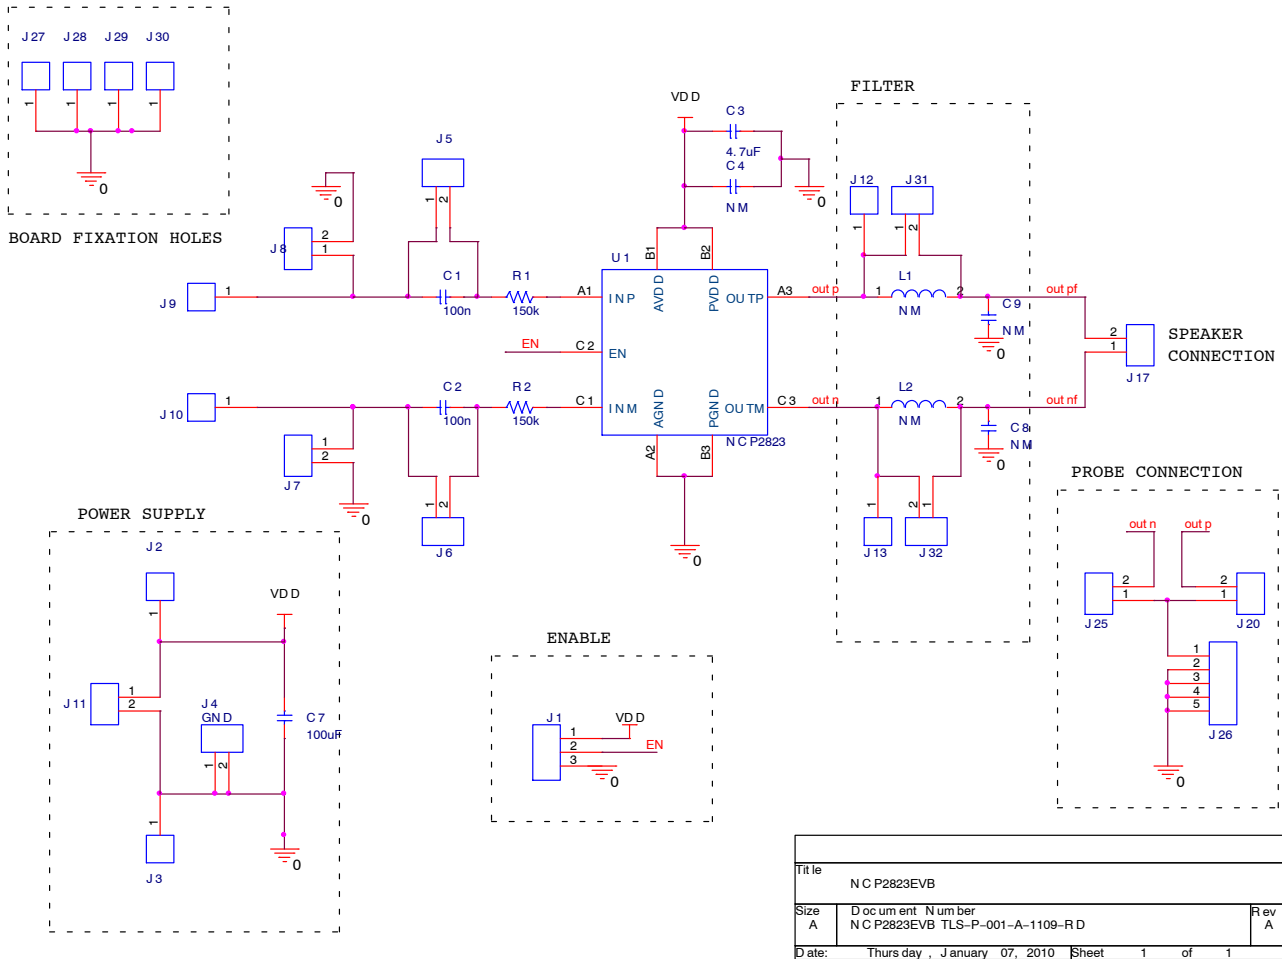 J27 J28 J29 J30
1 1 1 1
0
BOARD FIXATION HOLES
FILTER
VDD
C3
4.7uF
C4
NM
0
J5
1 2
0
J8
2
1
J12 J31
1 1 2
J9
1
C1
100n
R1
150k
U1
A1 INP
B1 AVDD
B2 PVDD
OUTP A3
out p
1 L1 2
NM
C9
NM
0
out pf
EN
C2 EN
2
1
J17
SPEAKER
CONNECTION
J10
1
C2
100n
R2
150k
C1 INM
A2 AGND
B3 PGND
OUTM C3
NCP2823
out n
1 L2 2
NM
C8
NM
0
out nf
J7
1
2
0
1 2
J6
0
1 2 1
J13 J32
POWER SUPPLY
J2
1
VDD
J11
1
2
J4
GND
1 2
C7
100uF
1
J3
0
ENABLE
J1
1
2
3
VDD
EN
0
PROBE CONNECTION
out n out p
2
1
J25
2
1
J20
1
2
3
4
5
J26
0
Title
NCP2823EVB
Size
A
Document Number
NCP2823EVB TLS-P-001-A-1109-RD
Rev
A
Date: Thursday, January 07, 2010 Sheet 1 of 1